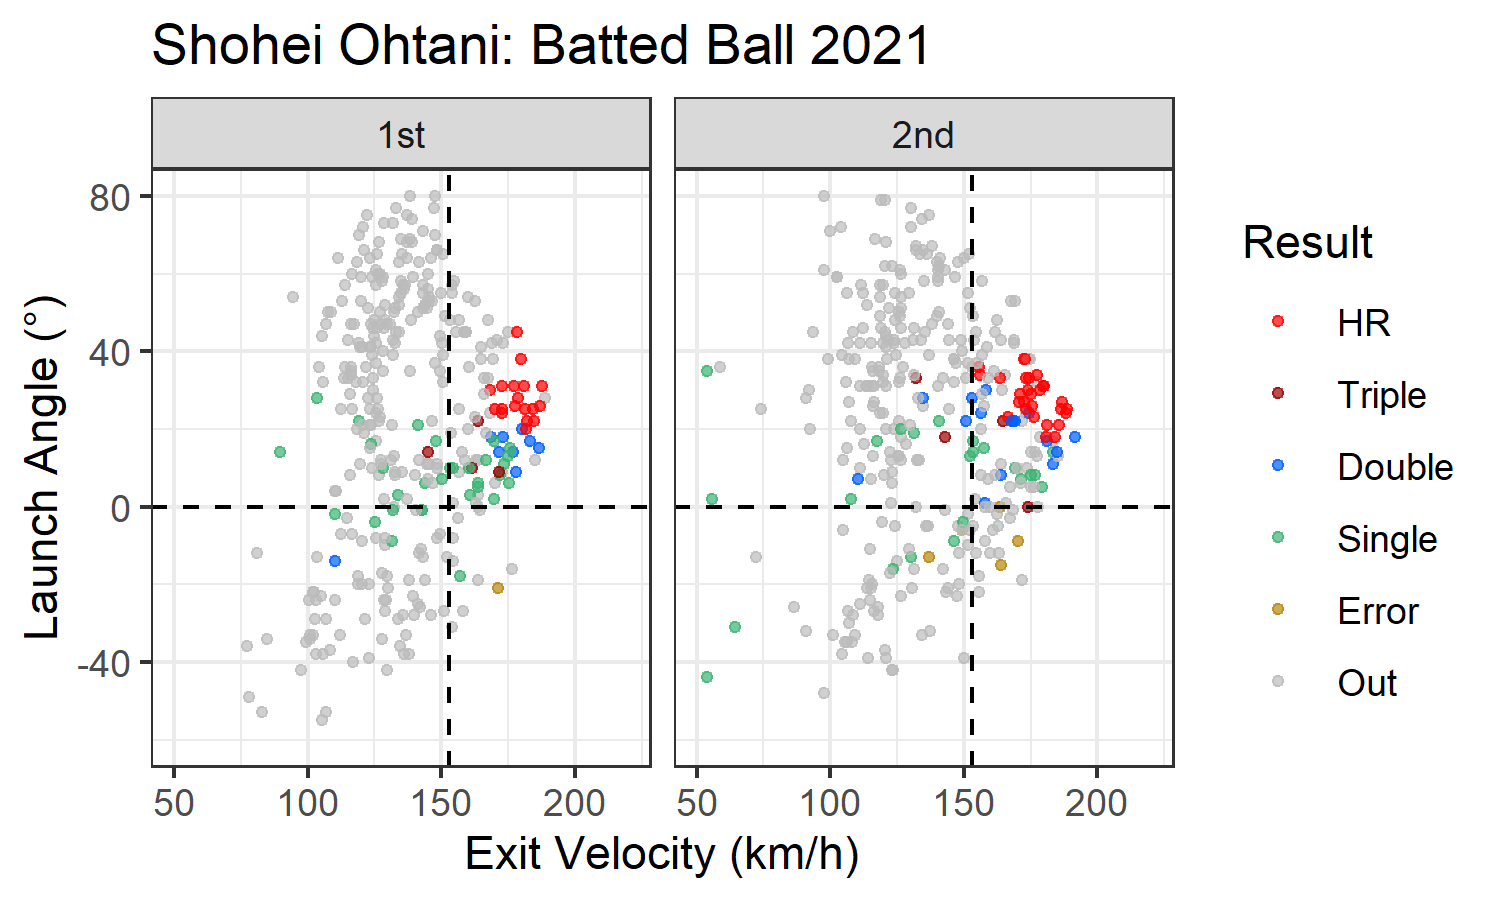 Shohei Ohtani: Batted Ball 2021
1st
2nd
Launch Angle (°)
80
40
0
-40
50
100
150
200
50
100
150
200
Exit Velocity (km/h)
Result
HR
Triple
Double
Single
Error
Out